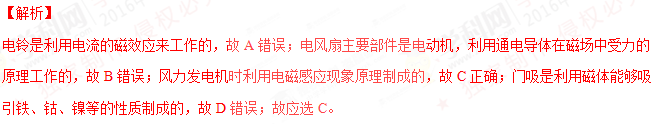 【解析】
电铃是利用电流的磁效应来工作的，故 A 错误；电风扇主要部件是电动机，利用通电导体在磁场中受力的
原理工作的，故 B 错误；风力发电机时利用电磁感应现象原理制成的，故 C 正确；门吸是利用磁体能够吸
引铁、钴、镍等的性质制成的，故 D 错误；故应选 C。